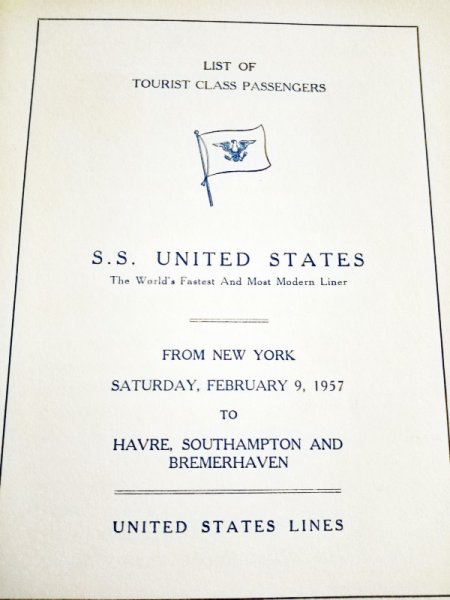 LIST OF
TOURIST CLASS PASSENGERS
S.S. UNITED STATES
The World's Fastest And Most Modern Liner
FROM NEW YORK
SATURDAY, FEBRUARY 9, 1957
TO
HAVRE, SOUTHAMPTON AND
BREMERHAVEN
UNITED STATES LINES